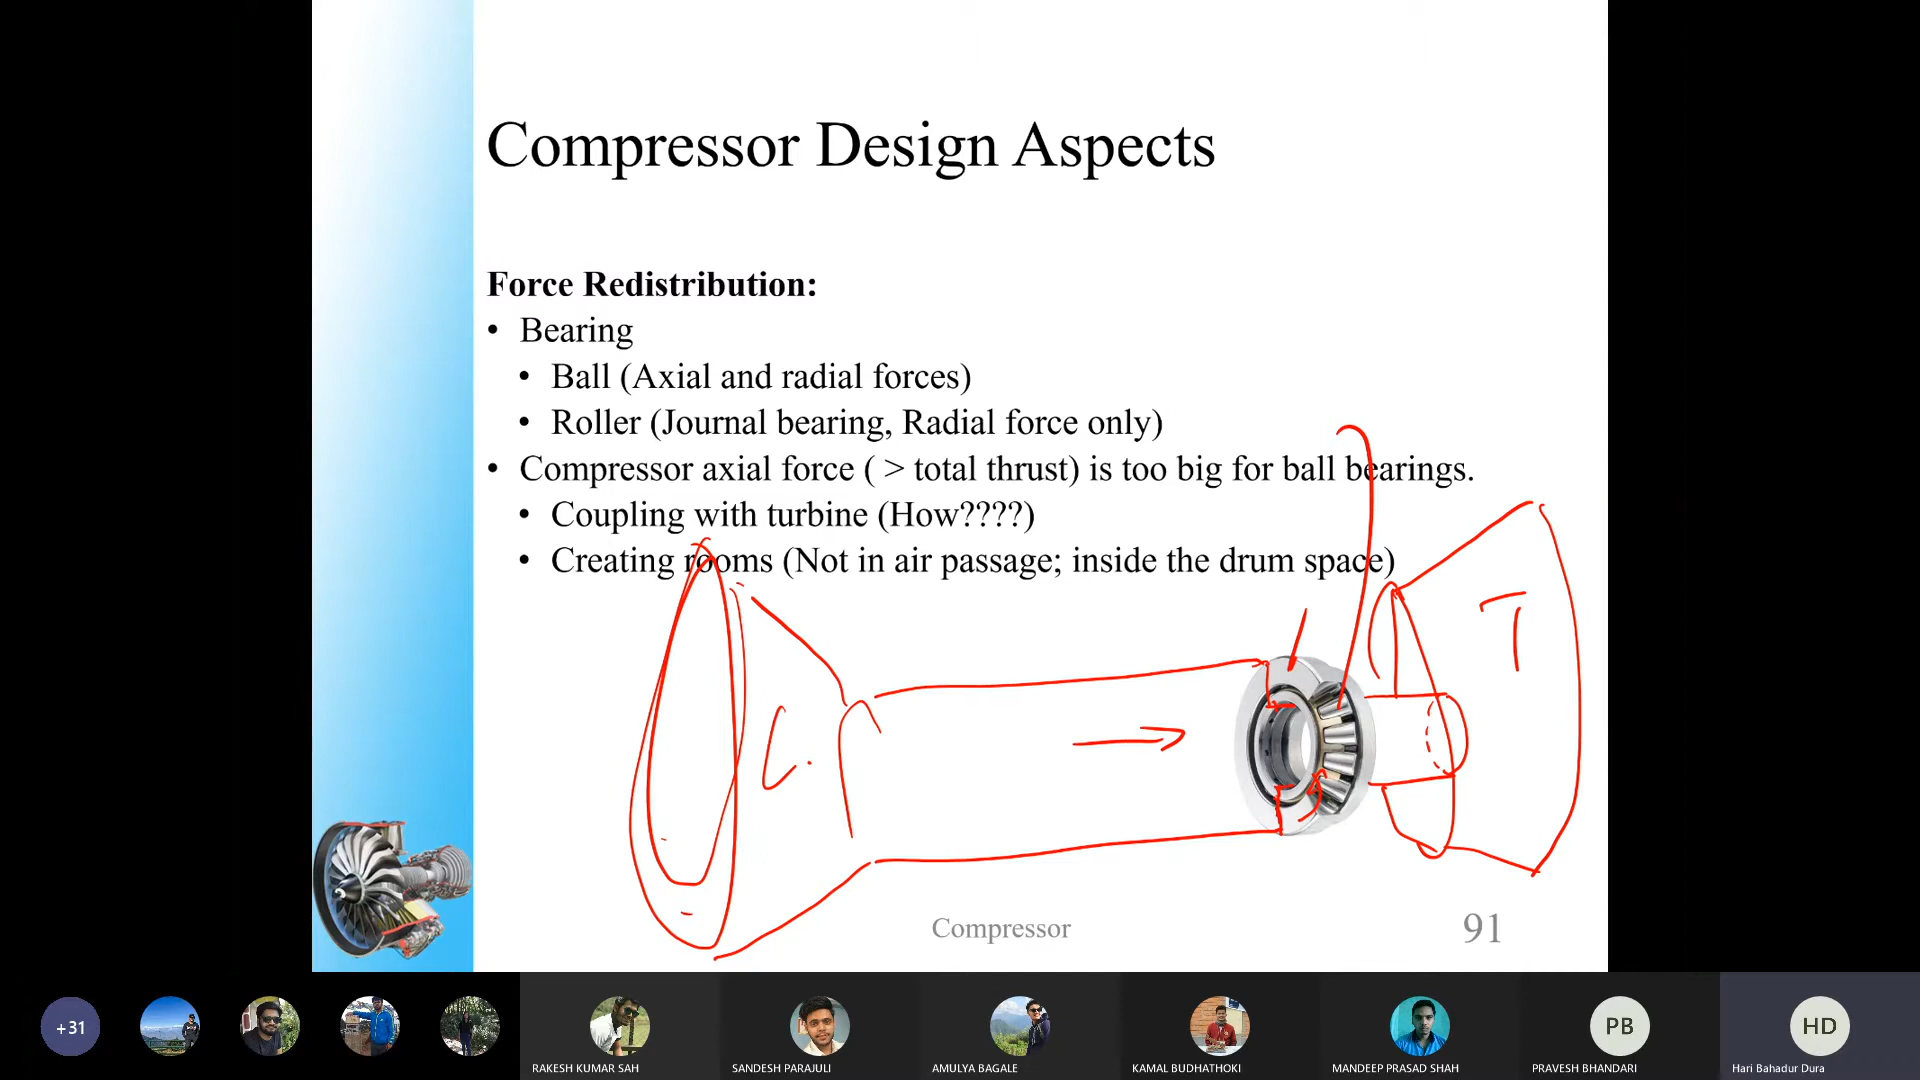 Compressor Design Aspects
Force Redistribution:
• Bearing
• Ball (Axial and radial forces)
• Roller (Journal bearing, Radial force only)
• Compressor axial force ( > total thrust) is too big for ball bearings.
• Coupling with turbine (How????)
• Creating rooms (Not in air passage; inside the drum space)
T
C.
Compressor
91
+31
PB
HD
RAKESH KUMAR SAH
SANDESH PARAJULI
AMULYA BAGALE
KAMAL BUDHATHOKI
MANDEEP PRASAD SHAH
PRAVESH BHANDARI
Hari Bahadur Dura